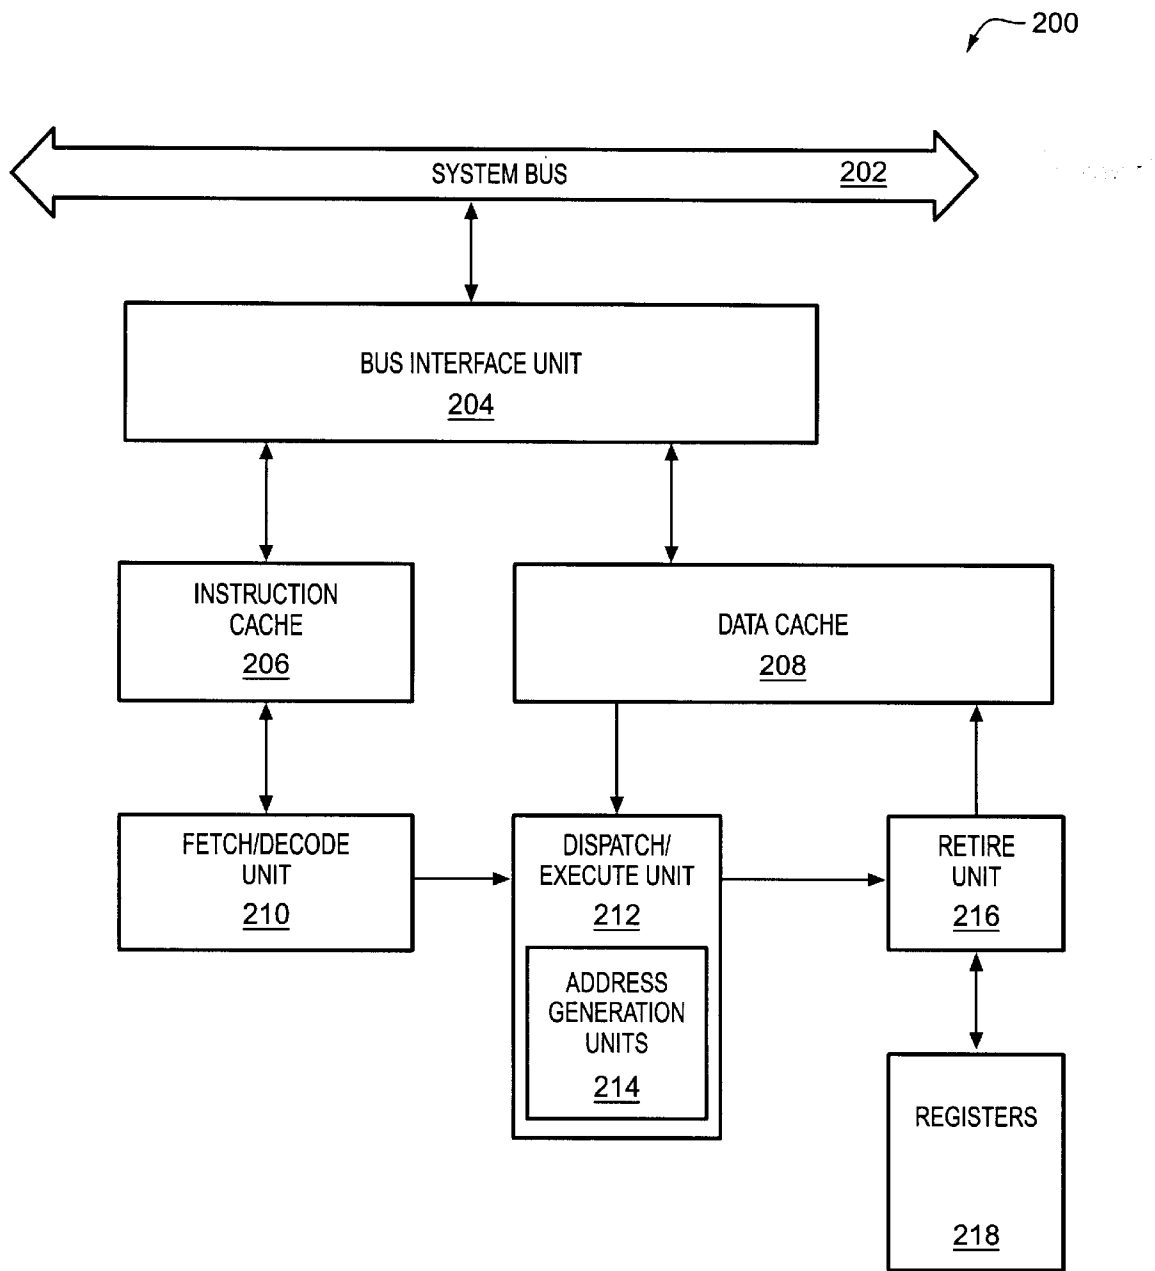 200
SYSTEM BUS 202
BUS INTERFACE UNIT
204
INSTRUCTION
CACHE
206
DATA CACHE
208
FETCH/DECODE
UNIT
210
DISPATCH/
EXECUTE UNIT
212
ADDRESS
GENERATION
UNITS
214
RETIRE
UNIT
216
REGISTERS
218